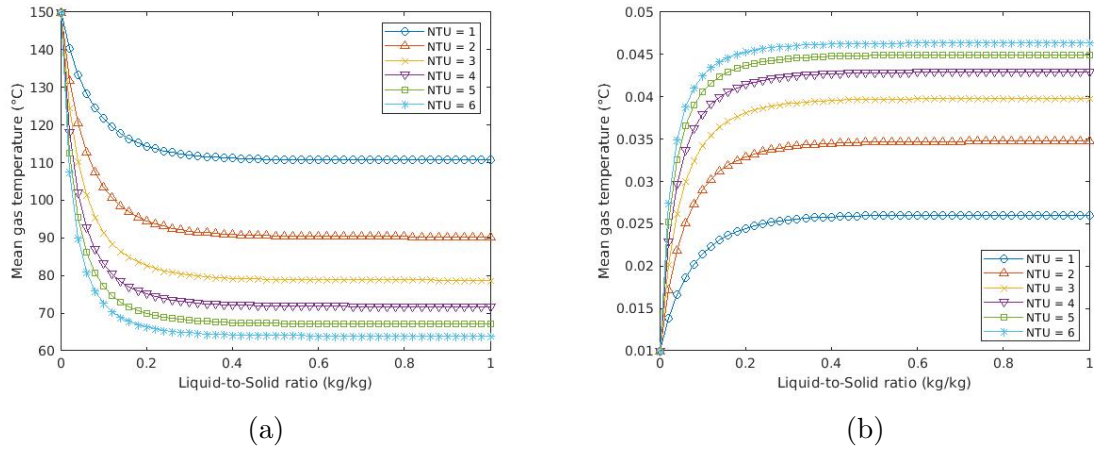 Mean gas temperature (°C)
150
140
130
120
110
100
90
80
70
60
0
0.2
0.4
0.6
0.8
1
Liquid-to-Solid ratio (kg/kg)
NTU = 1
NTU = 2
NTU = 3
NTU = 4
NTU = 5
NTU = 6
(a)
Mean gas temperature (°C)
0.05
0.045
0.04
0.035
0.03
0.025
0.02
0.015
0.01
0
0.2
0.4
0.6
0.8
1
Liquid-to-Solid ratio (kg/kg)
NTU = 1
NTU = 2
NTU = 3
NTU = 4
NTU = 5
NTU = 6
(b)